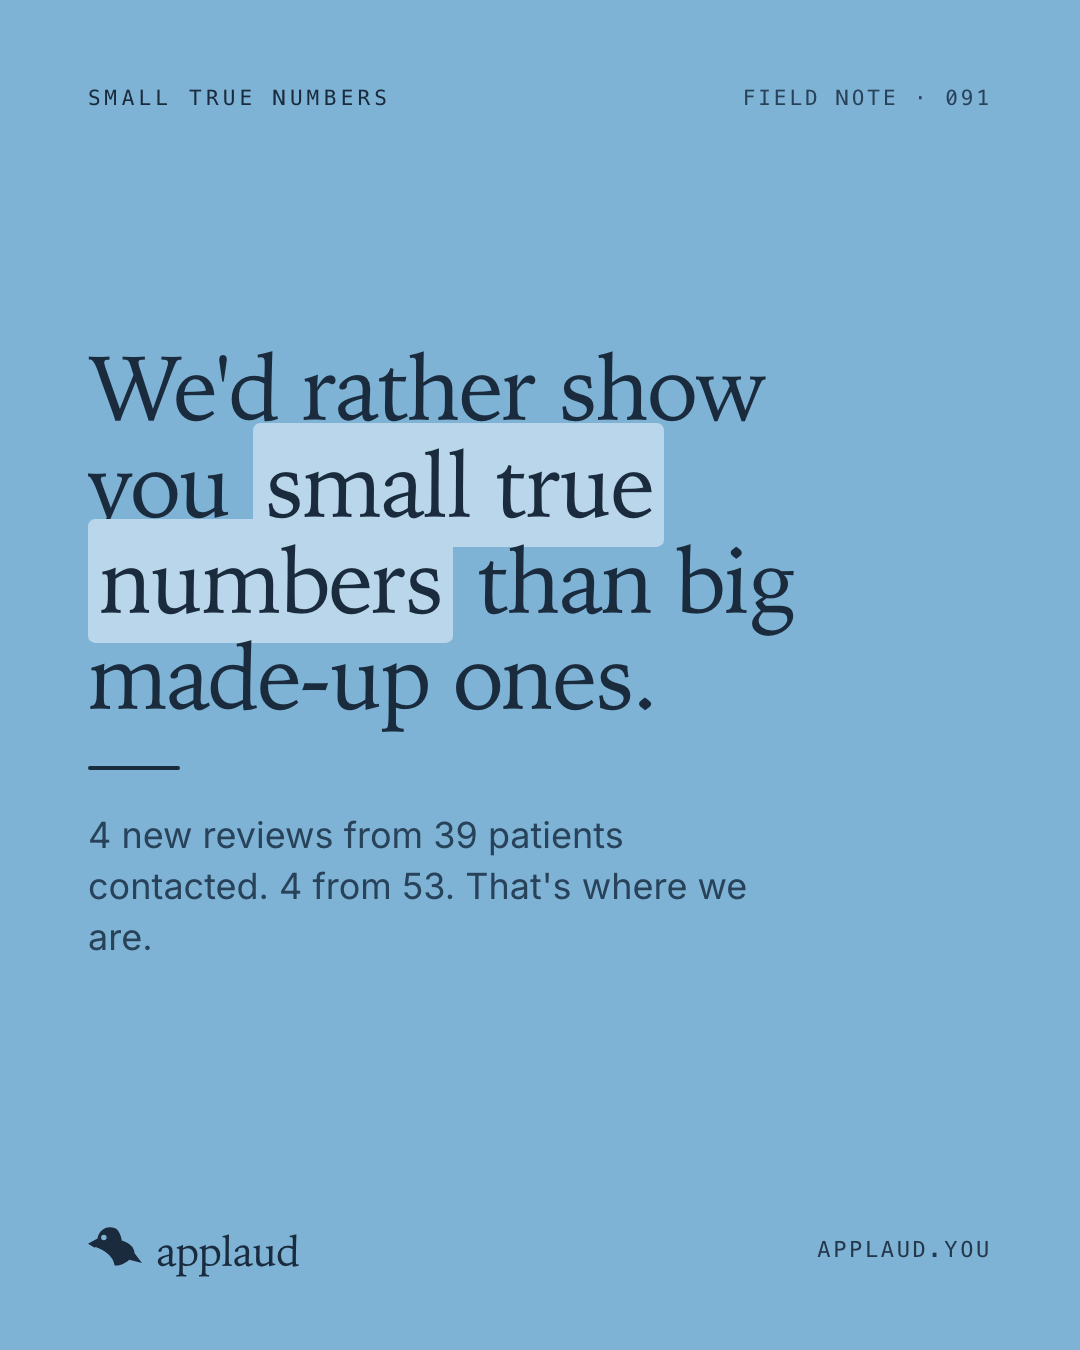 SMALL TRUE NUMBERS
FIELD NOTE · 091
We'd rather show
you small true
numbers than big
made-up ones.
4 new reviews from 39 patients
contacted. 4 from 53. That's where we
are.
applaud
APPLAUD.YOU